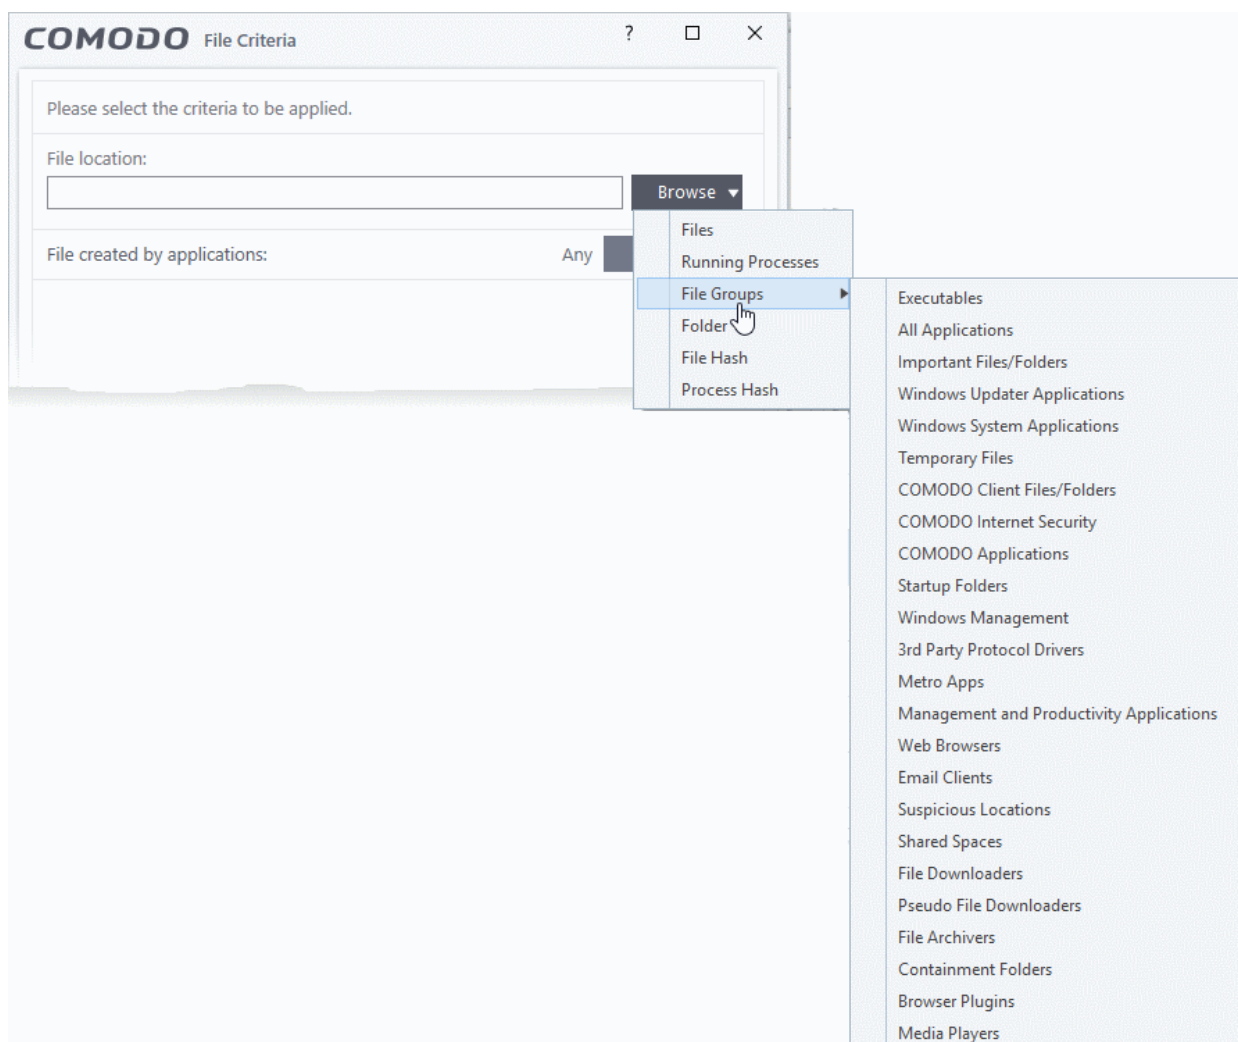 COMODO File Criteria ?
Please select the criteria to be applied.
File location:
Browse
File created by applications: Any
Files
Running Processes
File Groups
Folder
File Hash
Process Hash
Executables
All Applications
Important Files/Folders
Windows Updater Applications
Windows System Applications
Temporary Files
COMODO Client Files/Folders
COMODO Internet Security
COMODO Applications
Startup Folders
Windows Management
3rd Party Protocol Drivers
Metro Apps
Management and Productivity Applications
Web Browsers
Email Clients
Suspicious Locations
Shared Spaces
File Downloaders
Pseudo File Downloaders
File Archivers
Containment Folders
Browser Plugins
Media Players